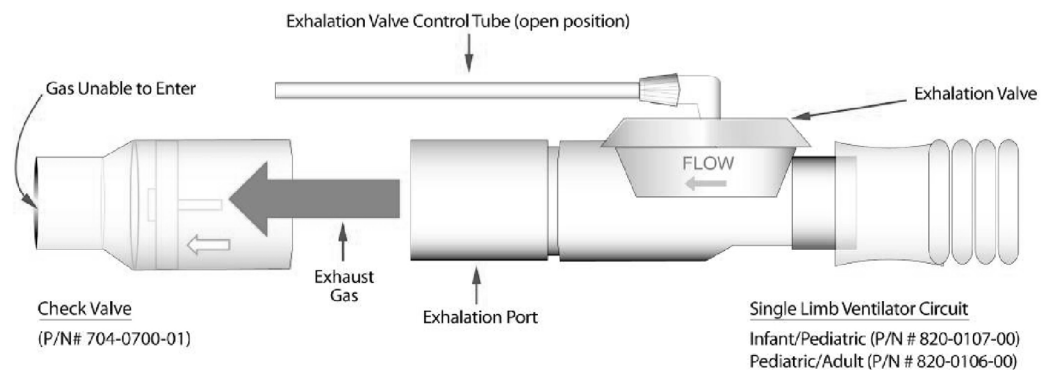 Exhalation Valve Control Tube (open position)
Gas Unable to Enter
Exhalation Valve
FLOW
Exhaust
Gas
Exhalation Port
Check Valve
(P/N# 704-0700-01)
Single Limb Ventilator Circuit
Infant/Pediatric (P/N # 820-0107-00)
Pediatric/Adult (P/N # 820-0106-00)